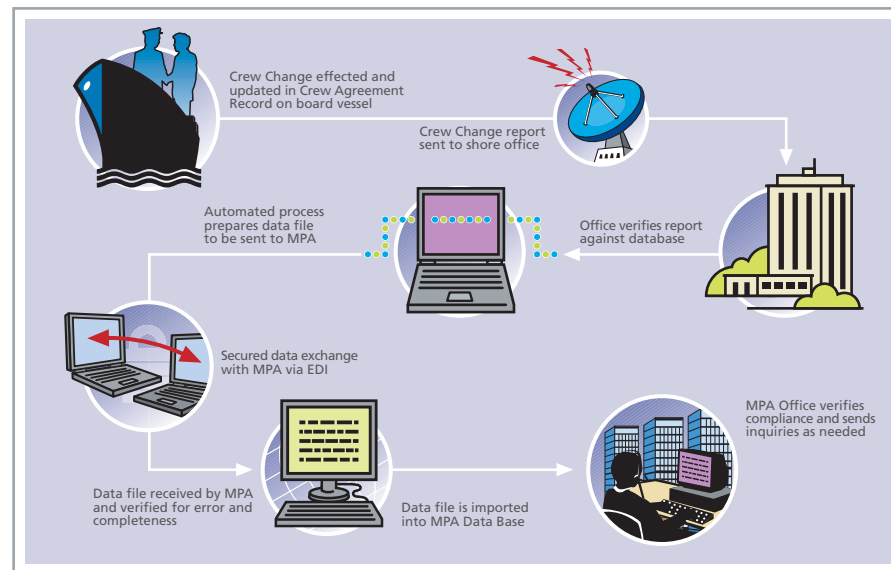 Crew Change effected and
updated in Crew Agreement
Record on board vessel
Crew Change report
sent to shore office
Office verifies report
against database
Automated process
prepares data file
to be sent to MPA
Secured data exchange
with MPA via EDI
Data file received by MPA
and verified for error and
completeness
Data file is imported
into MPA Data Base
MPA Office verifies
compliance and sends
inquiries as needed